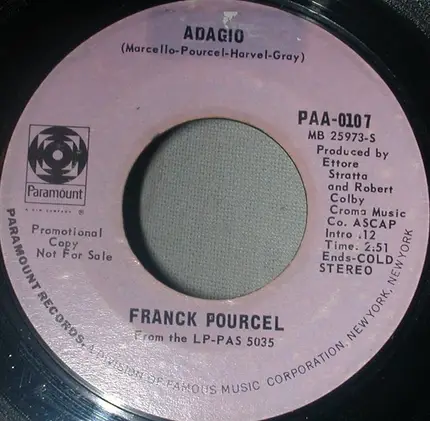 ADAGIO
(Marcello-Pourcel-Harvel-Gray)
PAA-0107
MB 25973-S
Produced by
Ettore
Stratta
and Robert
Colby
Croma Music
Co. ASCAP
Intro .12
Time. 2:51
Ends-COLD
STEREO
Paramount
Promotional
Copy
Not For Sale
FRANCK POURCEL
From the LP-PAS 5035
PARAMOUNT RECORDS, A DIVISION OF FAMOUS MUSIC CORPORATION, NEW YORK, NEW YORK